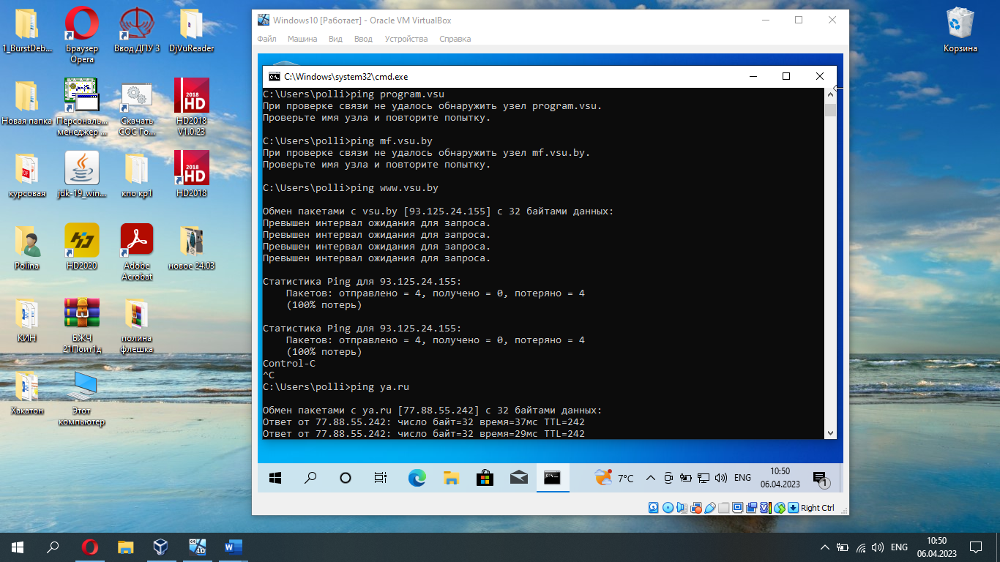 1_BurstDeb...
Браузер
Opera
Ввод ДПУ 3
DjVuReader
Новая папка
Персональ...
менеджер ...
Скачать
СОС Го...
HD2018
V1.0.23
курсовая
jdk-19_win...
кпо кр1
HD2018
Polina
HD2020
Adobe
Acrobat
новое 24.03
КИН
БЖЧ
21Поит1д
полина
флешка
Хакатон
Этот
компьютер
Корзина
Windows10 [Работает] - Oracle VM VirtualBox
Файл Машина Вид Ввод Устройства Справка
C:\Windows\system32\cmd.exe
C:\Users\polli>ping program.vsu
При проверке связи не удалось обнаружить узел program.vsu.
Проверьте имя узла и повторите попытку.
C:\Users\polli>ping mf.vsu.by
При проверке связи не удалось обнаружить узел mf.vsu.by.
Проверьте имя узла и повторите попытку.
C:\Users\polli>ping www.vsu.by
Обмен пакетами с vsu.by [93.125.24.155] с 32 байтами данных:
Превышен интервал ожидания для запроса.
Превышен интервал ожидания для запроса.
Превышен интервал ожидания для запроса.
Превышен интервал ожидания для запроса.
Статистика Ping для 93.125.24.155:
Пакетов: отправлено = 4, получено = 0, потеряно = 4
(100% потерь)
Статистика Ping для 93.125.24.155:
Пакетов: отправлено = 4, получено = 0, потеряно = 4
(100% потерь)
Control-C
^C
C:\Users\polli>ping ya.ru
Обмен пакетами с ya.ru [77.88.55.242] с 32 байтами данных:
Ответ от 77.88.55.242: число байт=32 время=37мс TTL=242
Ответ от 77.88.55.242: число байт=32 время=29мс TTL=242
7°C
ENG
10:50
06.04.2023
1
Right Ctrl
ENG
10:50
06.04.2023